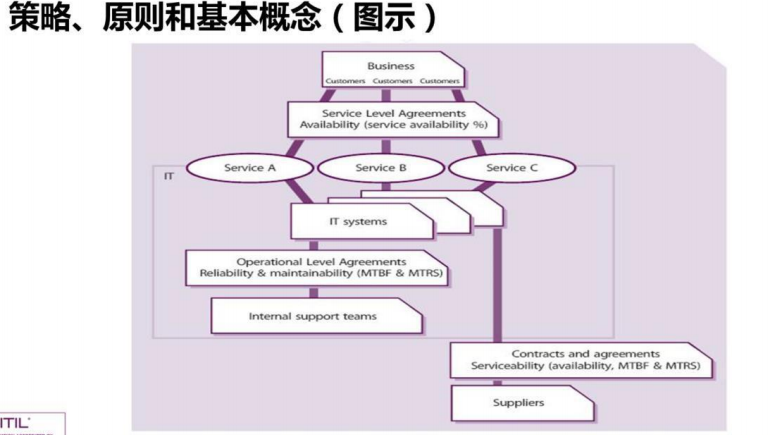 策略、原则和基本概念（图示）
Business
Customers Customers Customers
Service Level Agreements
Availability (service availability %)
Service A
Service B
Service C
IT
IT systems
Operational Level Agreements
Reliability & maintainability (MTBF & MTRS)
Internal support teams
Contracts and agreements
Serviceability (availability, MTBF & MTRS)
Suppliers
ITIL